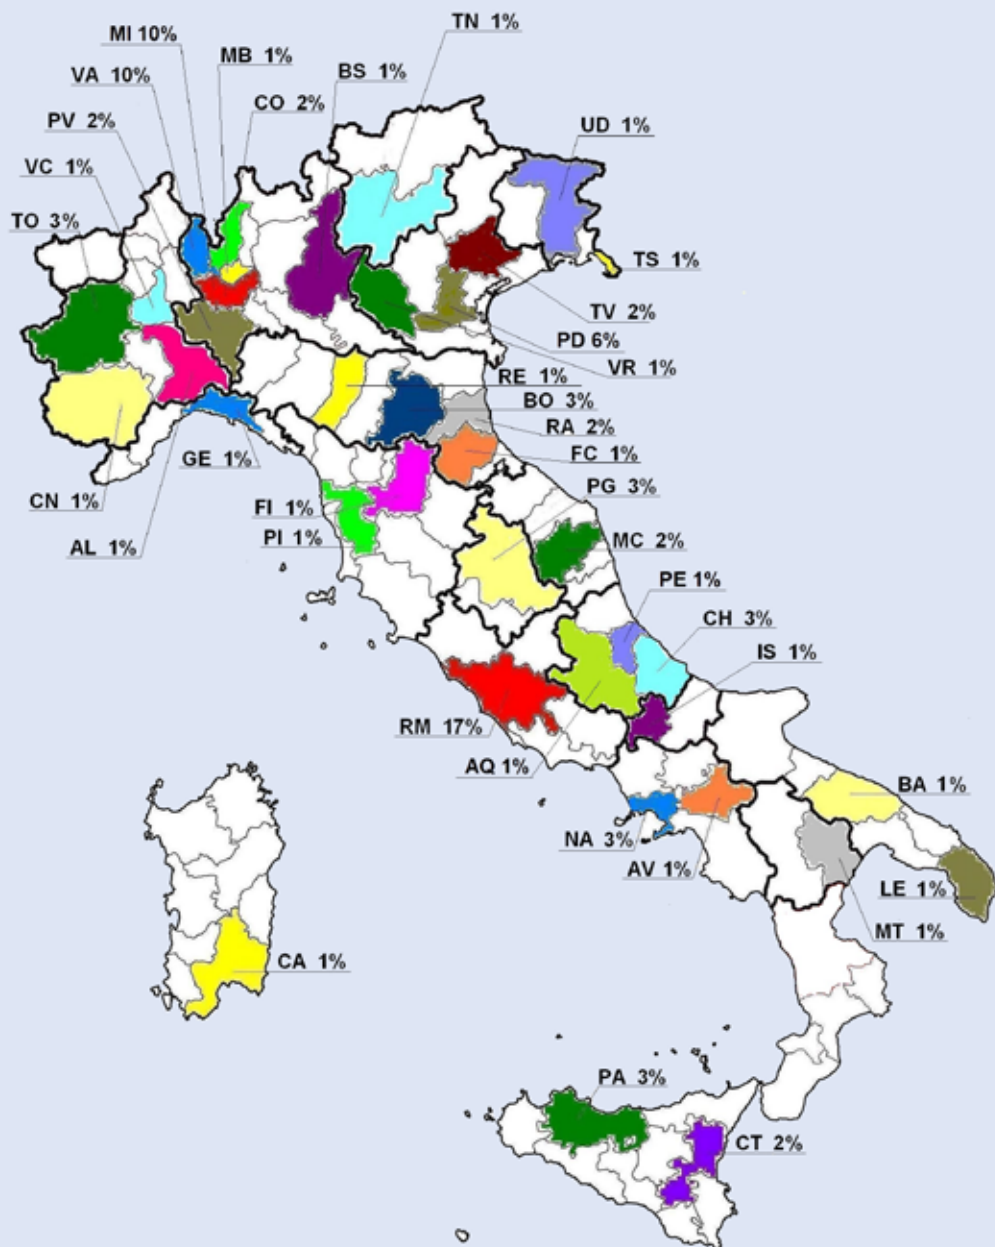 TN 1%
MI 10%
MB 1%
VA 10%
BS 1%
CO 2%
PV 2%
UD 1%
VC 1%
TO 3%
TS 1%
TV 2%
PD 6%
VR 1%
RE 1%
BO 3%
RA 2%
FC 1%
GE 1%
PG 3%
CN 1%
FI 1%
PI 1%
AL 1%
MC 2%
PE 1%
CH 3%
IS 1%
RM 17%
AQ 1%
BA 1%
NA 3%
AV 1%
LE 1%
MT 1%
CA 1%
PA 3%
CT 2%